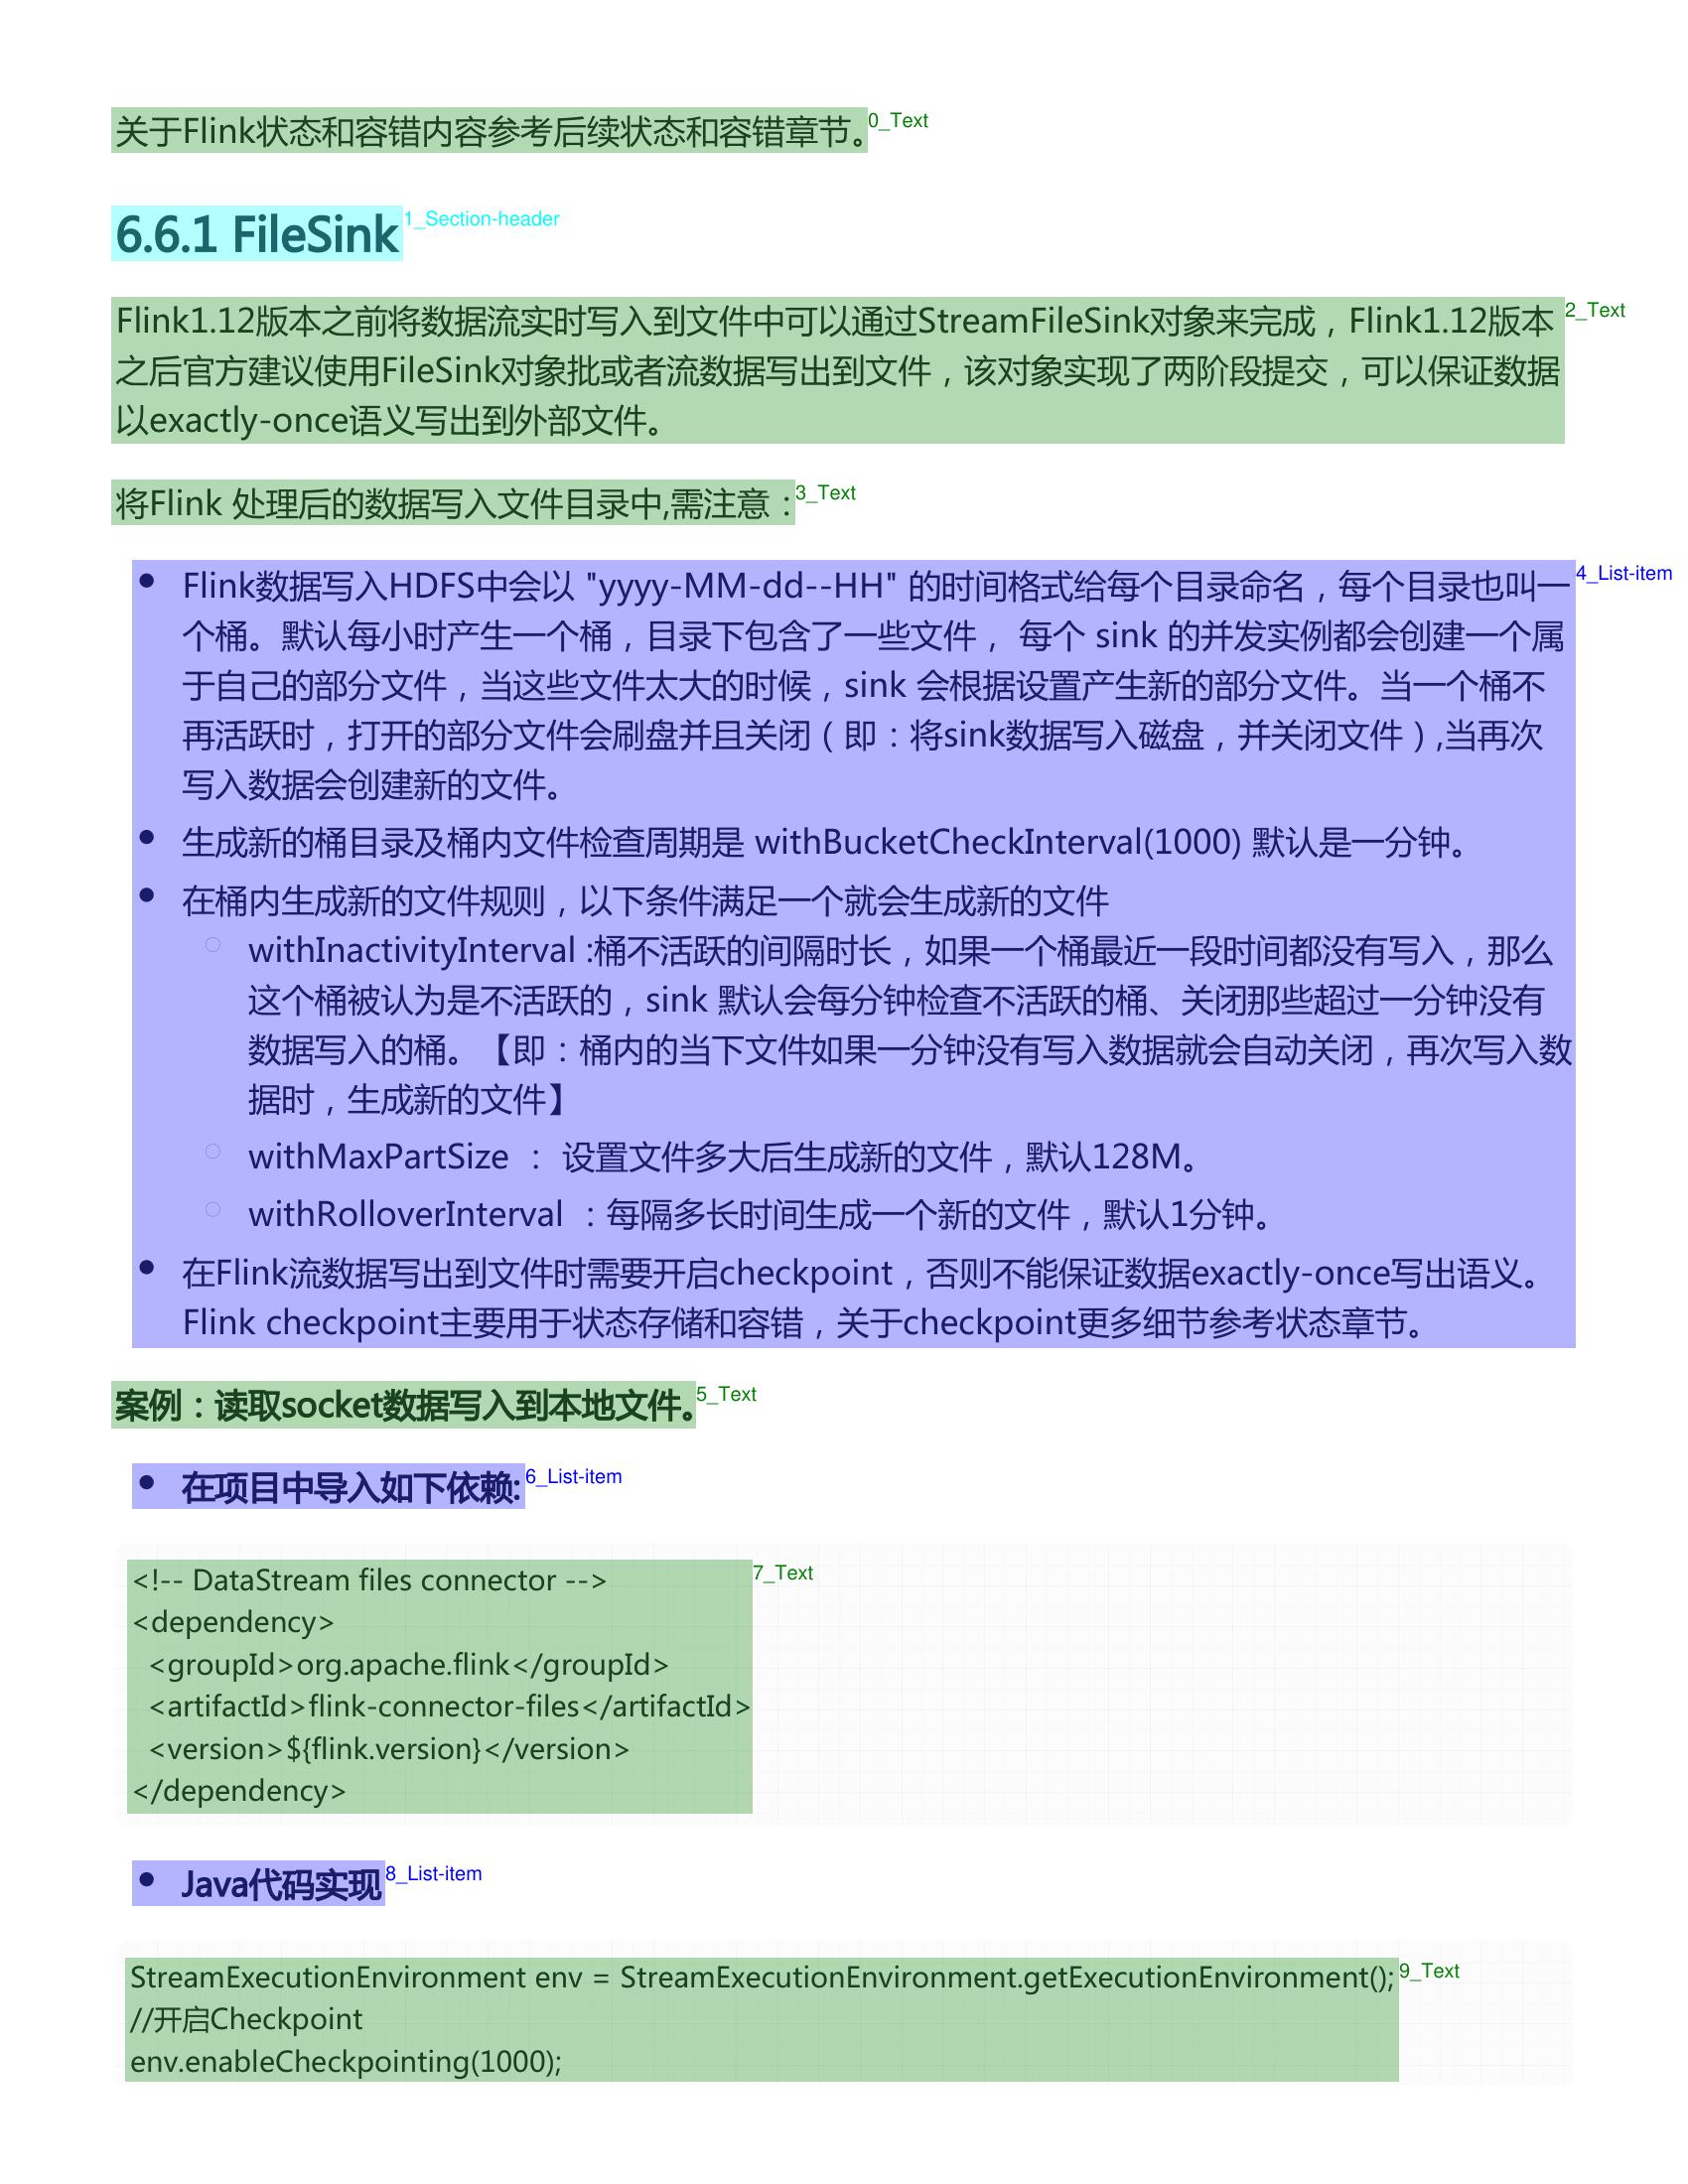 关于Flink状态和容错内容参考后续状态和容错章节。
0_Text
6.6.1 FileSink
1_Section-header
Flink1.12版本之前将数据流实时写入到文件中可以通过StreamFileSink对象来完成，Flink1.12版本
2_Text
之后官方建议使用FileSink对象批或者流数据写出到文件，该对象实现了两阶段提交，可以保证数据
以exactly-once语义写出到外部文件。
将Flink 处理后的数据写入文件目录中,需注意：
3_Text
● Flink数据写入HDFS中会以 "yyyy-MM-dd--HH" 的时间格式给每个目录命名，每个目录也叫一
4_List-item
个桶。默认每小时产生一个桶，目录下包含了一些文件， 每个 sink 的并发实例都会创建一个属
于自己的部分文件，当这些文件太大的时候，sink 会根据设置产生新的部分文件。当一个桶不
再活跃时，打开的部分文件会刷盘并且关闭（即：将sink数据写入磁盘，并关闭文件）,当再次
写入数据会创建新的文件。
● 生成新的桶目录及桶内文件检查周期是 withBucketCheckInterval(1000) 默认是一分钟。
● 在桶内生成新的文件规则，以下条件满足一个就会生成新的文件
○ withInactivityInterval :桶不活跃的间隔时长，如果一个桶最近一段时间都没有写入，那么
这个桶被认为是不活跃的，sink 默认会每分钟检查不活跃的桶、关闭那些超过一分钟没有
数据写入的桶。【即：桶内的当下文件如果一分钟没有写入数据就会自动关闭，再次写入数
据时，生成新的文件】
○ withMaxPartSize ： 设置文件多大后生成新的文件，默认128M。
○ withRolloverInterval ：每隔多长时间生成一个新的文件，默认1分钟。
● 在Flink流数据写出到文件时需要开启checkpoint，否则不能保证数据exactly-once写出语义。
Flink checkpoint主要用于状态存储和容错，关于checkpoint更多细节参考状态章节。
案例：读取socket数据写入到本地文件。
5_Text
● 在项目中导入如下依赖:
6_List-item
<!-- DataStream files connector -->
7_Text
<dependency>
  <groupId>org.apache.flink</groupId>
  <artifactId>flink-connector-files</artifactId>
  <version>${flink.version}</version>
</dependency>
● Java代码实现
8_List-item
StreamExecutionEnvironment env = StreamExecutionEnvironment.getExecutionEnvironment();
9_Text
//开启Checkpoint
env.enableCheckpointing(1000);